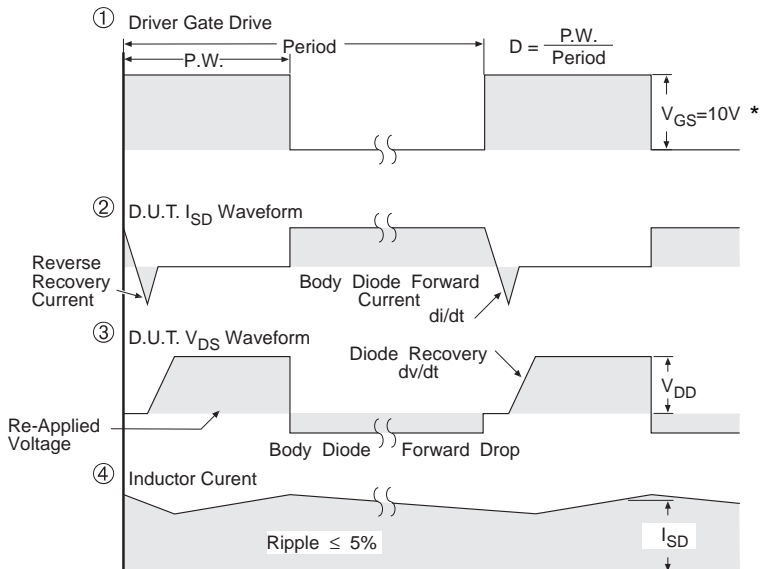 ① Driver Gate Drive
Period
P.W.
D = P.W. / Period
V_GS=10V *
② D.U.T. I_SD Waveform
Reverse
Recovery
Current
Body Diode Forward
Current
di/dt
③ D.U.T. V_DS Waveform
Diode Recovery
dv/dt
V_DD
Re-Applied
Voltage
Body Diode Forward Drop
④ Inductor Curent
Ripple ≤ 5%
I_SD